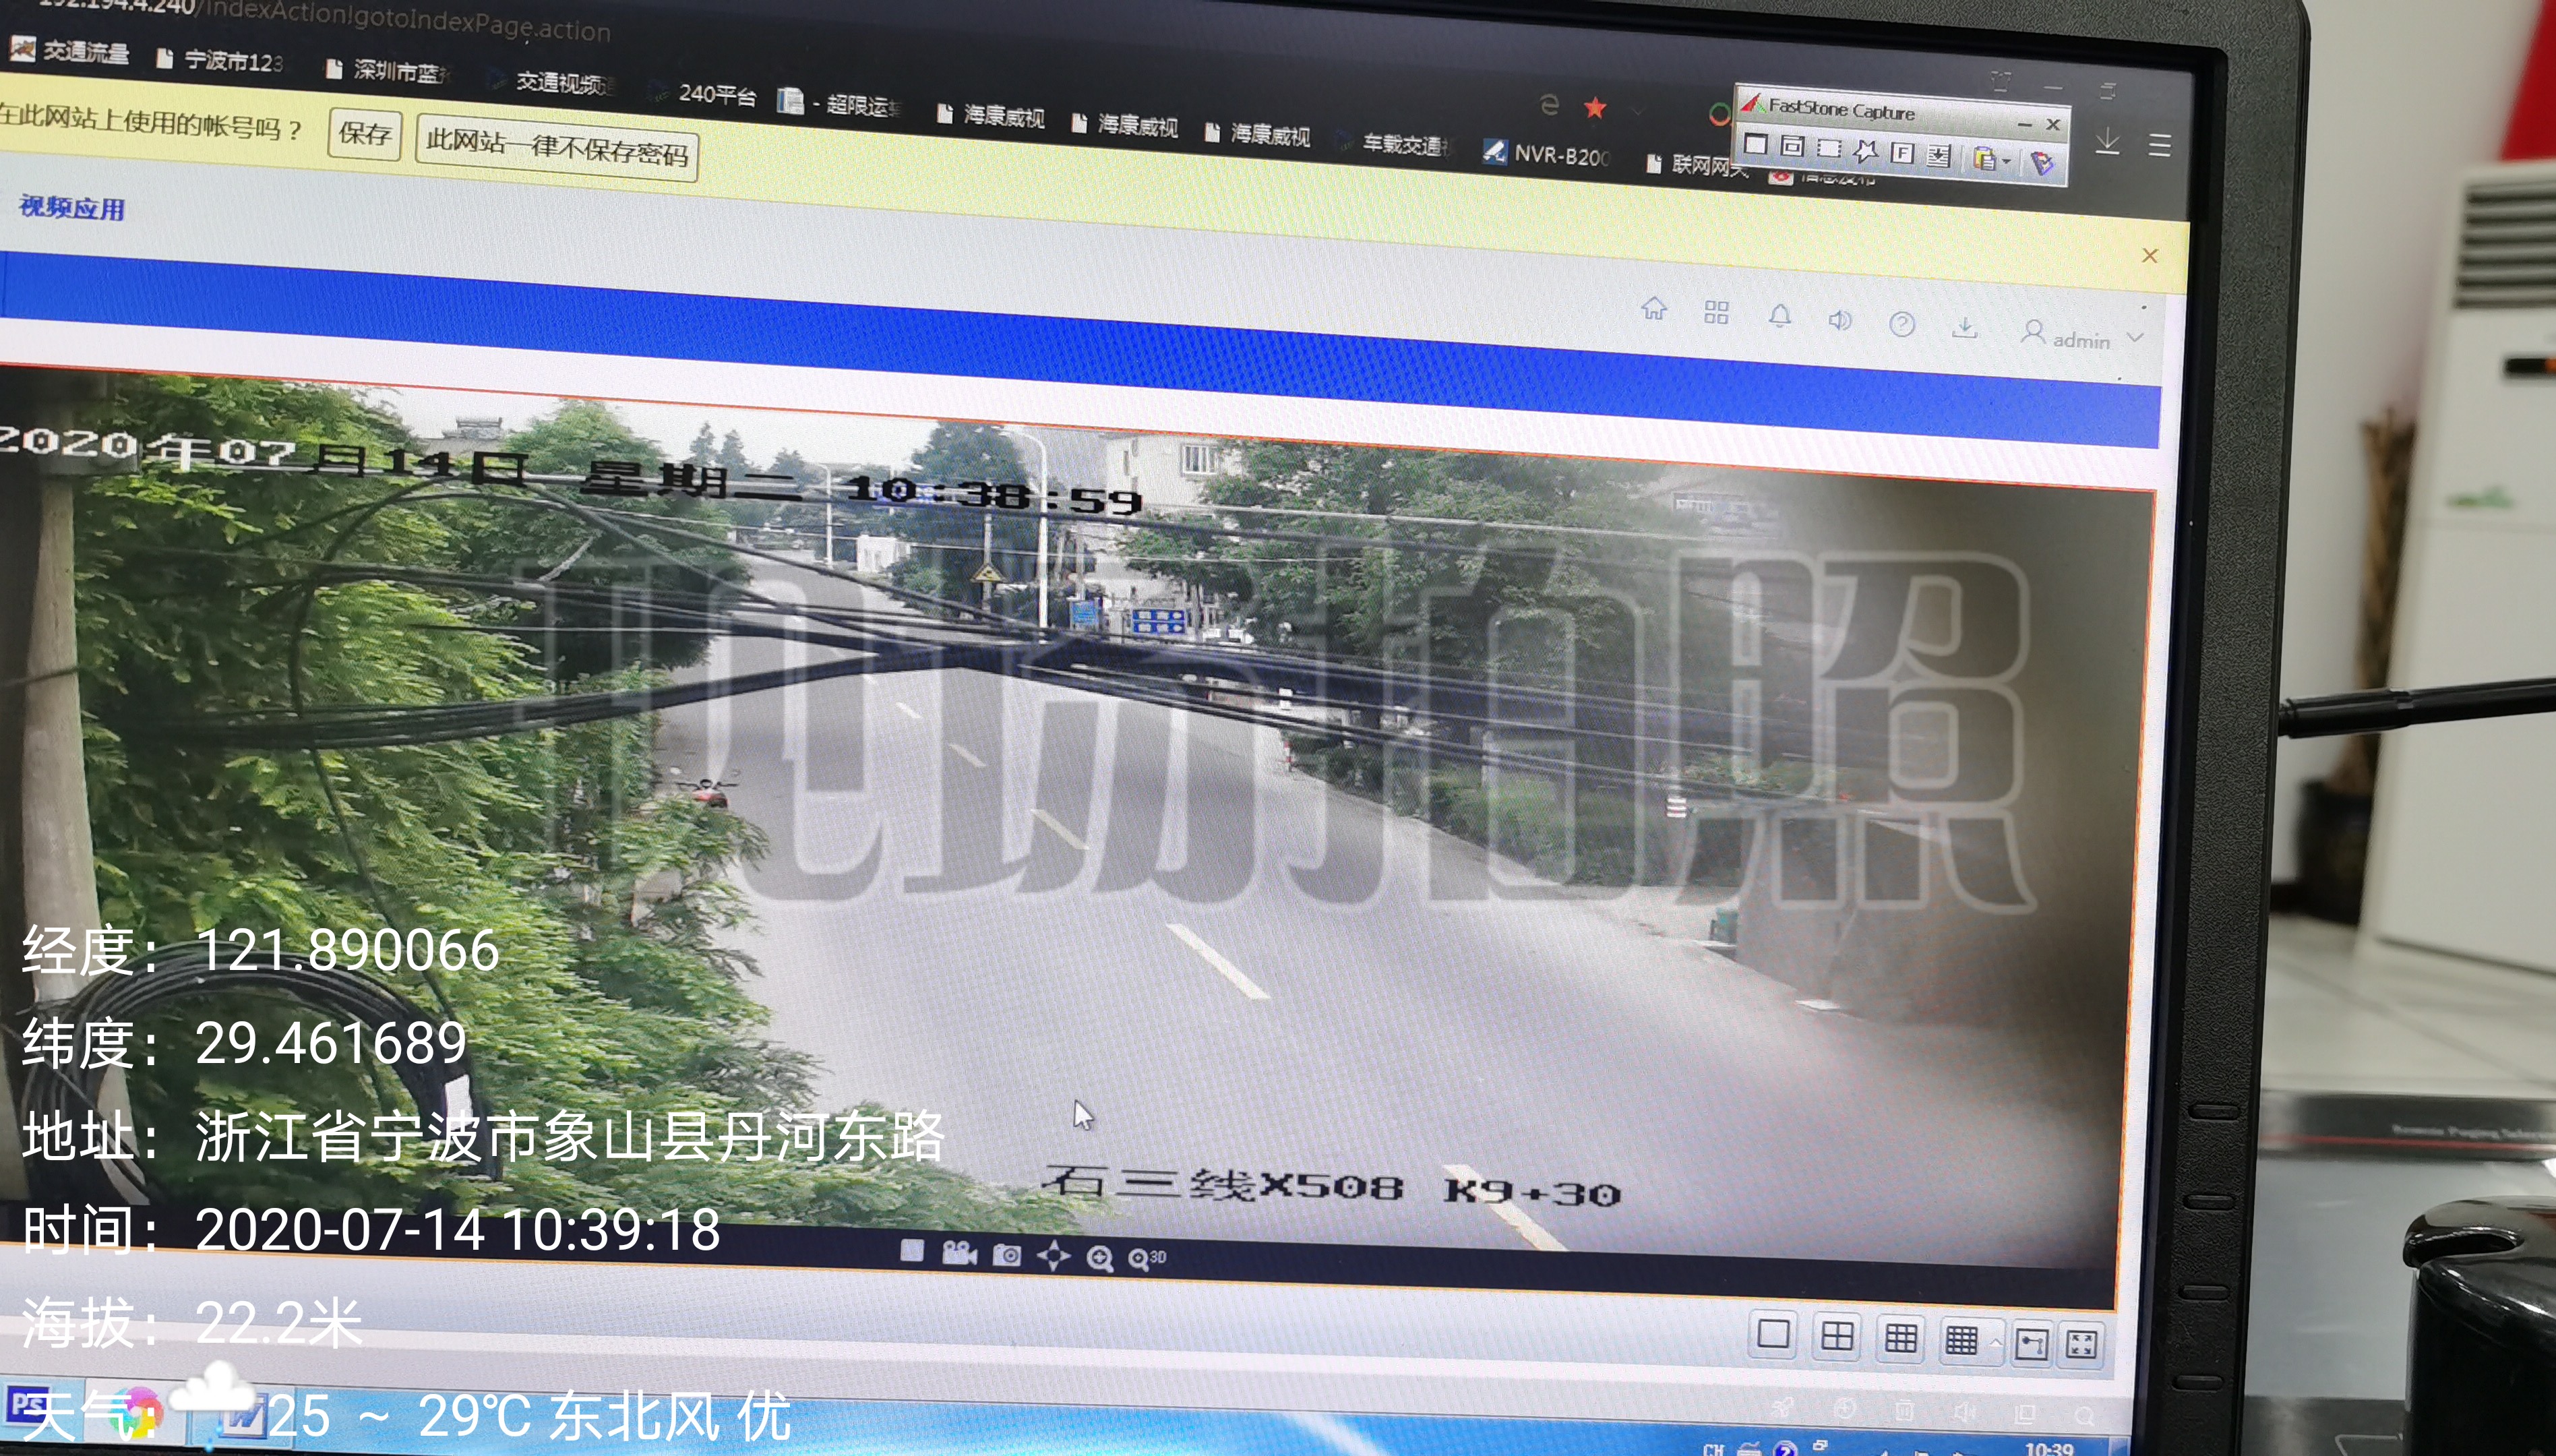 192.194.4.240/IndexAction!gotoIndexPage.action
交通流量 宁波市123 深圳市蓝 交通视频 240平台 - 超限运 海康威视 海康威视 海康威视 车载交通 NVR-B200 联网网关
FastStone Capture
在此网站上使用的帐号吗？ 保存 此网站一律不保存密码
视频应用
admin
2020年07月14日 星期二 10:38:59
现场拍照
石三线X508 K9+30
3D
经度：121.890066
纬度：29.461689
地址：浙江省宁波市象山县丹河东路
时间：2020-07-14 10:39:18
海拔：22.2米
天气： 25 ~ 29℃ 东北风 优
Ps
W
CH
10:39